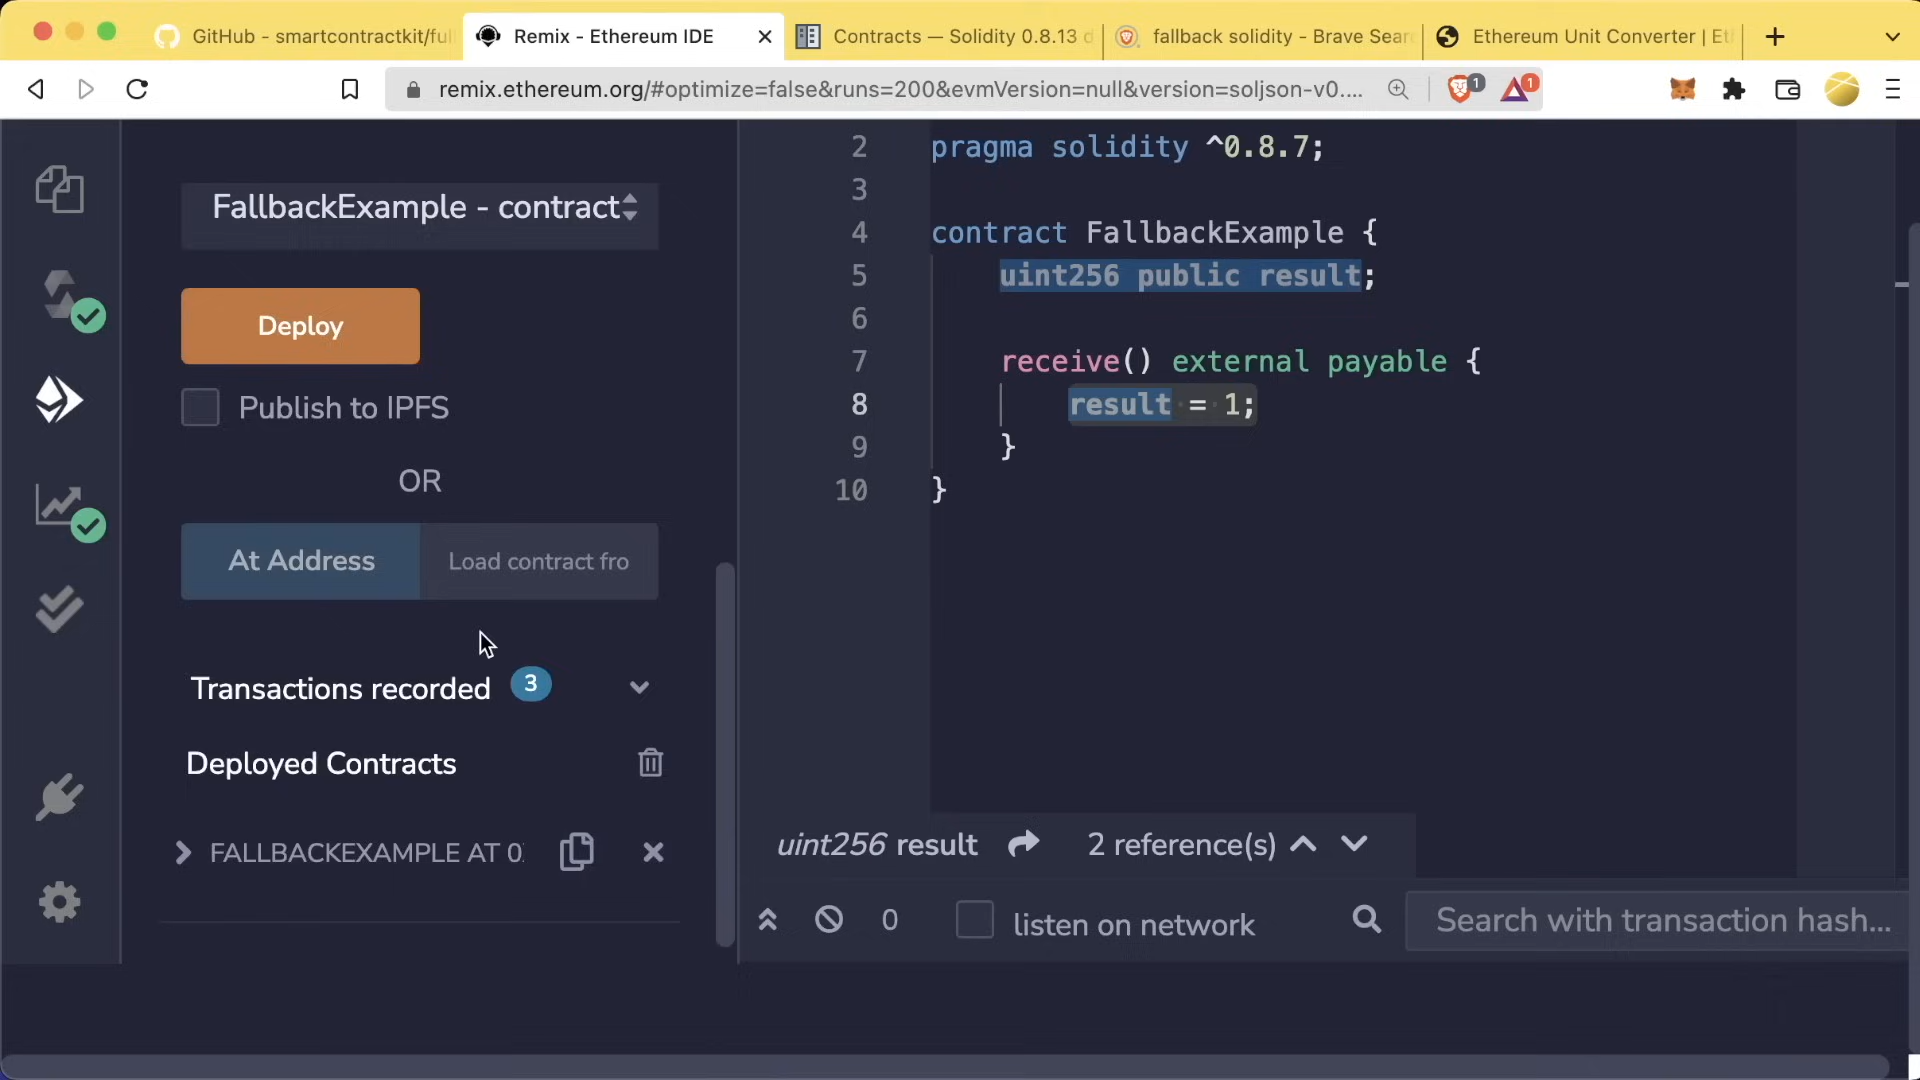 GitHub - smartcontractkit/ful
Remix - Ethereum IDE
Contracts — Solidity 0.8.13 d
fallback solidity - Brave Sear
Ethereum Unit Converter | Et
remix.ethereum.org/#optimize=false&runs=200&evmVersion=null&version=soljson-v0....
1
1
FallbackExample - contract
Deploy
Publish to IPFS
OR
At Address
Load contract fro
Transactions recorded 3
Deployed Contracts
FALLBACKEXAMPLE AT 0
2 pragma solidity ^0.8.7;
3
4 contract FallbackExample {
5 uint256 public result;
6
7 receive() external payable {
8 result = 1;
9 }
10 }
uint256 result 2 reference(s)
0 listen on network Search with transaction hash...